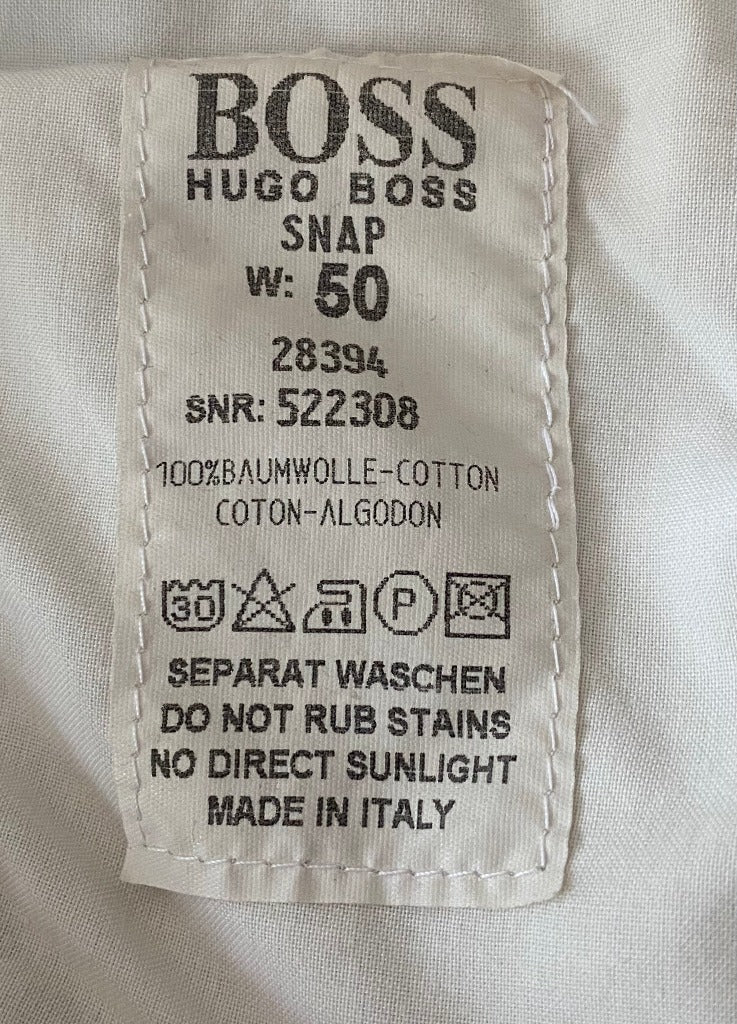 BOSS
HUGO BOSS
SNAP
W: 50
28394
SNR: 522308
100%BAUMWOLLE-COTTON
COTON-ALGODON
30 P
SEPARAT WASCHEN
DO NOT RUB STAINS
NO DIRECT SUNLIGHT
MADE IN ITALY